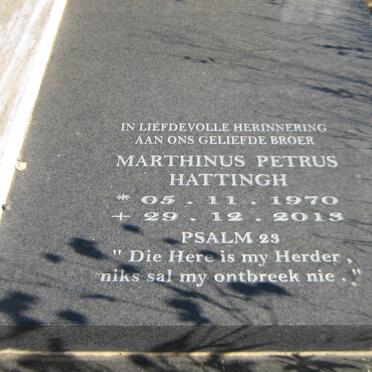 IN LIEFDEVOLLE HERINNERING
AAN ONS GELIEFDE BROER
MARTHINUS PETRUS
HATTINGH
* 05 . 11 . 1970
+ 29 . 12 . 2013
PSALM 23
" Die Here is my Herder ,
niks sal my ontbreek nie . "